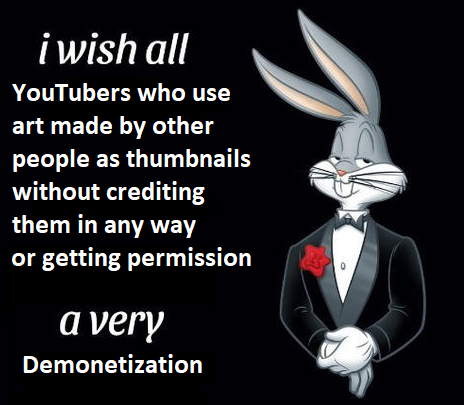 i wish all
YouTubers who use
art made by other
people as thumbnails
without crediting
them in any way
or getting permission
a very
Demonetization